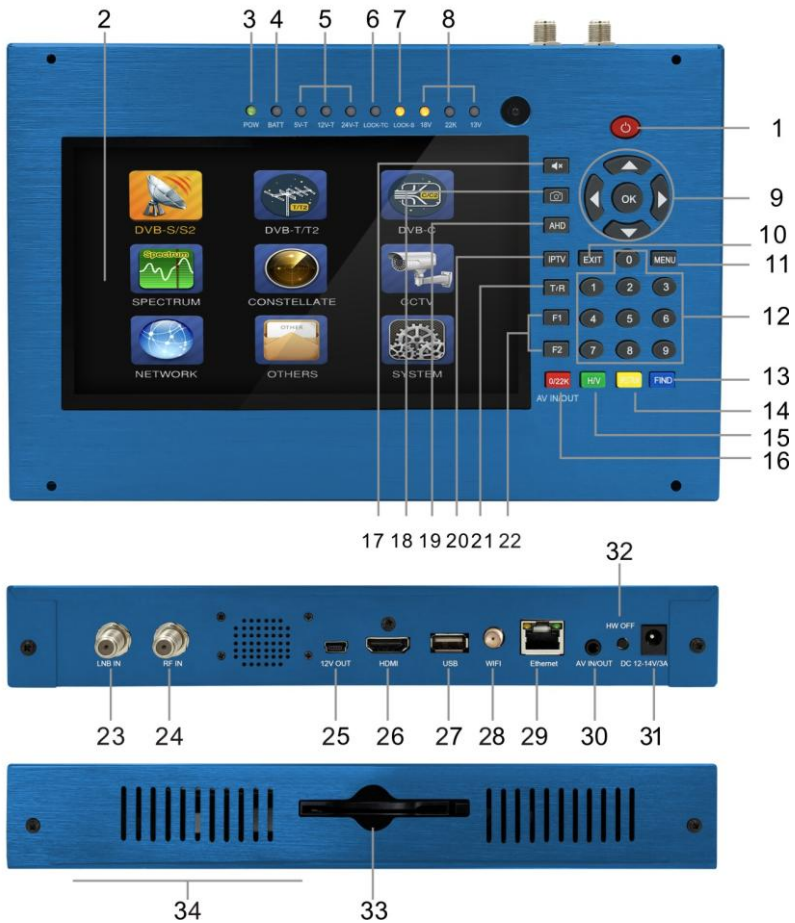 2 3 4 5 6 7 8
POW BATT 5V-T 12V-T 24V-T LOCK-TC LOCK-S 18V 22K 13V
1
OK
9
T/T2
C/C2
DVB-S/S2 DVB-T/T2 DVB-C
AHD
10
IPTV EXIT 0 MENU
11
Spectrum
T/R 1 2 3
SPECTRUM CONSTELLATE CCTV
F1 4 5 6
12
OTHER
F2 7 8 9
NETWORK OTHERS SYSTEM
0/22K H/V FIND
13
AV IN/OUT
14
15
16
17 18 19 20 21 22
32
HW OFF
LNB IN RF IN 12V OUT HDMI USB WIFI Ethernet AV IN/OUT DC 12-14V/3A
23 24 25 26 27 28 29 30 31
34 33